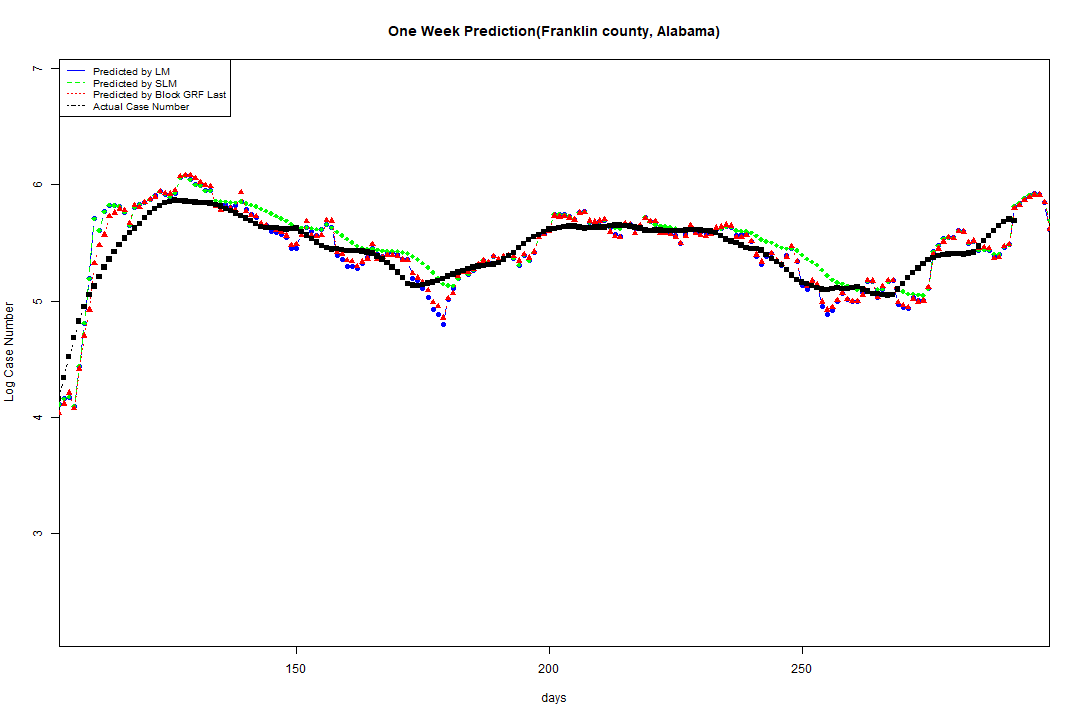 One Week Prediction(Franklin county, Alabama)
Predicted by LM
Predicted by SLM
Predicted by Block GRF Last
Actual Case Number
7
6
5
4
3
Log Case Number
150
200
250
days